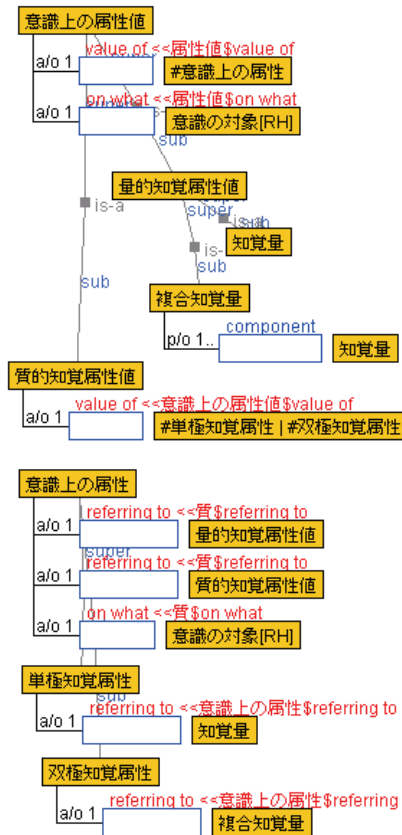 意識上の属性値
value of <<属性値$value of
a/o 1
#意識上の属性
on what <<属性値$on what
a/o 1
意識の対象[RH]
sub
量的知覚属性値
super
is-a
is-a
sub
知覚量
is-
sub
sub
複合知覚量
component
p/o 1..
知覚量
質的知覚属性値
value of <<意識上の属性値$value of
a/o 1
#単極知覚属性 | #双極知覚属性
意識上の属性
referring to <<質$referring to
a/o 1
量的知覚属性値
super
referring to <<質$referring to
a/o 1
質的知覚属性値
on what <<質$on what
a/o 1
意識の対象[RH]
単極知覚属性
sub
referring to <<意識上の属性$referring to
a/o 1
知覚量
双極知覚属性
referring to <<意識上の属性$referring
a/o 1
複合知覚量